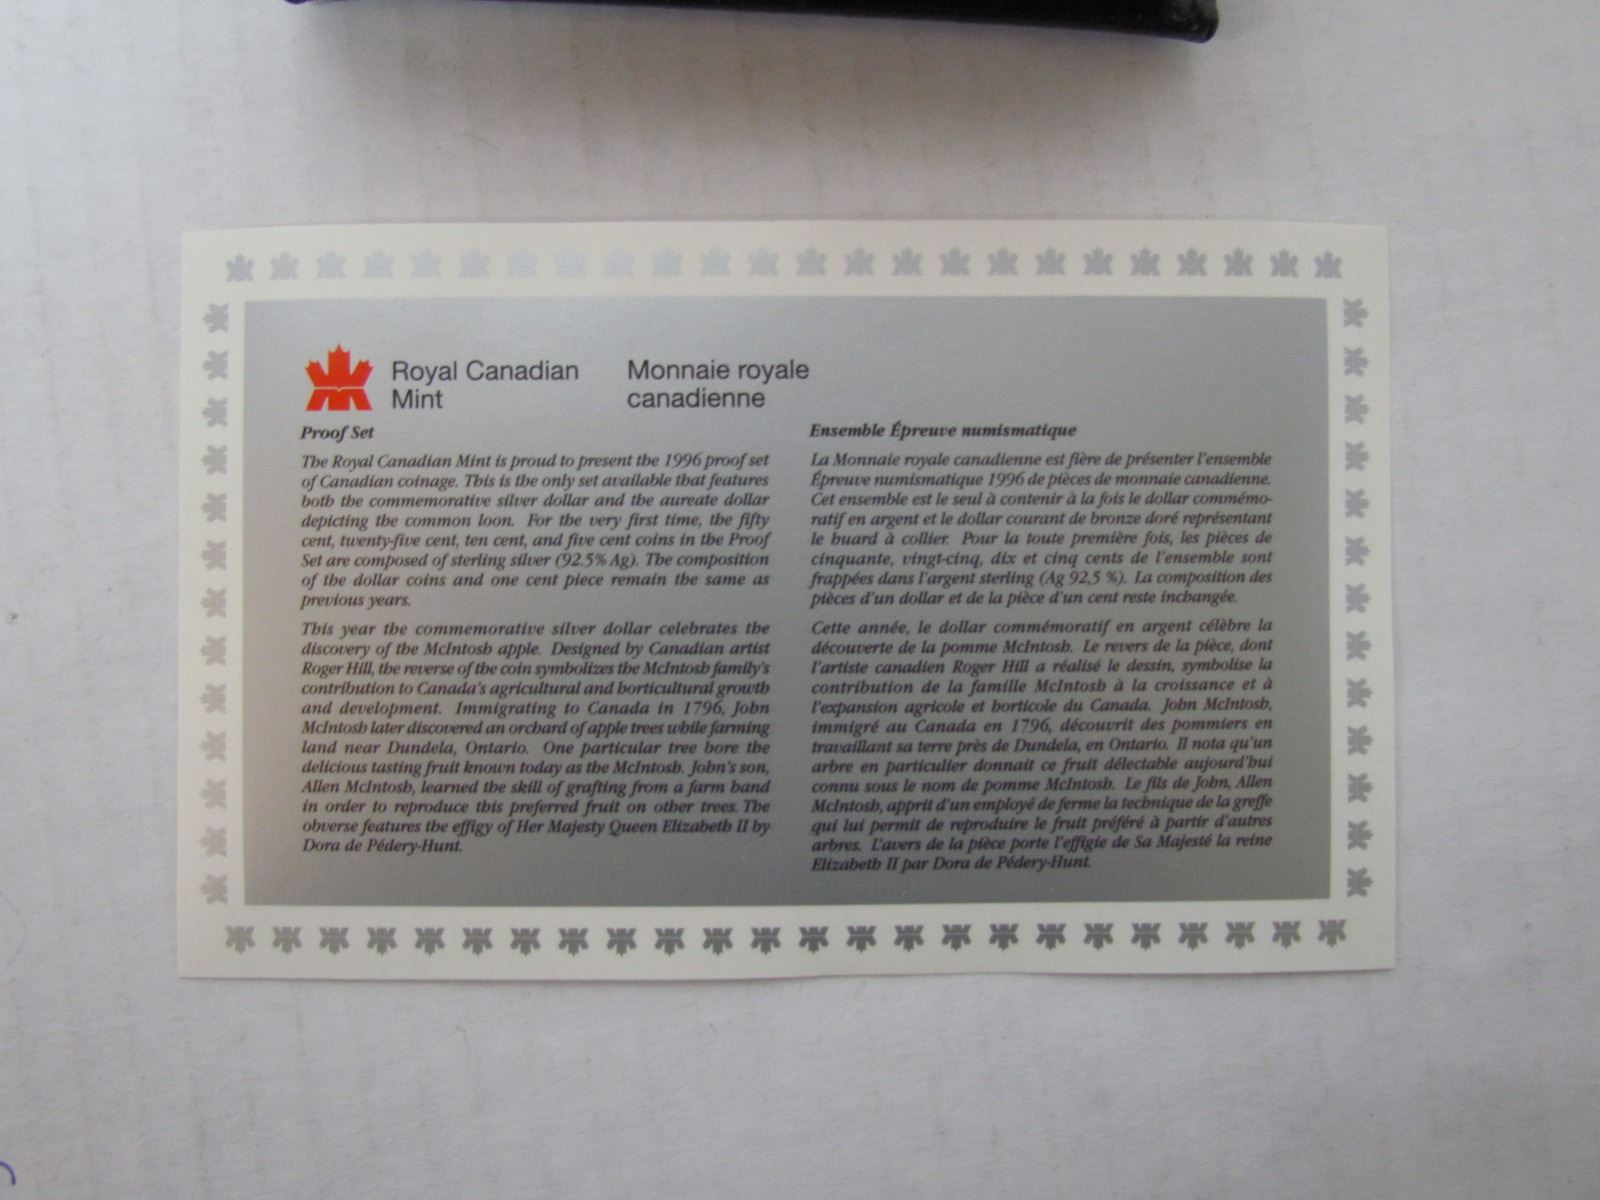 Royal Canadian
Mint
Monnaie royale
canadienne
Proof Set
The Royal Canadian Mint is proud to present the 1996 proof set
of Canadian coinage. This is the only set available that features
both the commemorative silver dollar and the aureate dollar
depicting the common loon. For the very first time, the fifty
cent, twenty-five cent, ten cent, and five cent coins in the Proof
Set are composed of sterling silver (92.5% Ag). The composition
of the dollar coins and one cent piece remain the same as
previous years.
This year the commemorative silver dollar celebrates the
discovery of the McIntosh apple. Designed by Canadian artist
Roger Hill, the reverse of the coin symbolizes the McIntosh family's
contribution to Canada's agricultural and horticultural growth
and development. Immigrating to Canada in 1796, John
McIntosh later discovered an orchard of apple trees while farming
land near Dundela, Ontario. One particular tree bore the
delicious tasting fruit known today as the McIntosh. John's son,
Allen McIntosh, learned the skill of grafting from a farm hand
in order to reproduce this preferred fruit on other trees. The
obverse features the effigy of Her Majesty Queen Elizabeth II by
Dora de Pédery-Hunt.
Ensemble Épreuve numismatique
La Monnaie royale canadienne est fière de présenter l'ensemble
Épreuve numismatique 1996 de pièces de monnaie canadienne.
Cet ensemble est le seul à contenir à la fois le dollar commémo-
ratif en argent et le dollar courant de bronze doré représentant
le huard à collier. Pour la toute première fois, les pièces de
cinquante, vingt-cinq, dix et cinq cents de l'ensemble sont
frappées dans l'argent sterling (Ag 92,5 %). La composition des
pièces d'un dollar et de la pièce d'un cent reste inchangée.
Cette année, le dollar commémoratif en argent célèbre la
découverte de la pomme McIntosh. Le revers de la pièce, dont
l'artiste canadien Roger Hill a réalisé le dessin, symbolise la
contribution de la famille McIntosh à la croissance et à
l'expansion agricole et horticole du Canada. John McIntosh,
immigré au Canada en 1796, découvrit des pommiers en
travaillant sa terre près de Dundela, en Ontario. Il nota qu'un
arbre en particulier donnait ce fruit délectable aujourd'hui
connu sous le nom de pomme McIntosh. Le fils de John, Allen
McIntosh, apprit d'un employé de ferme la technique de la greffe
qui lui permit de reproduire le fruit préféré à partir d'autres
arbres. L'avers de la pièce porte l'effigie de Sa Majesté la reine
Elizabeth II par Dora de Pédery-Hunt.